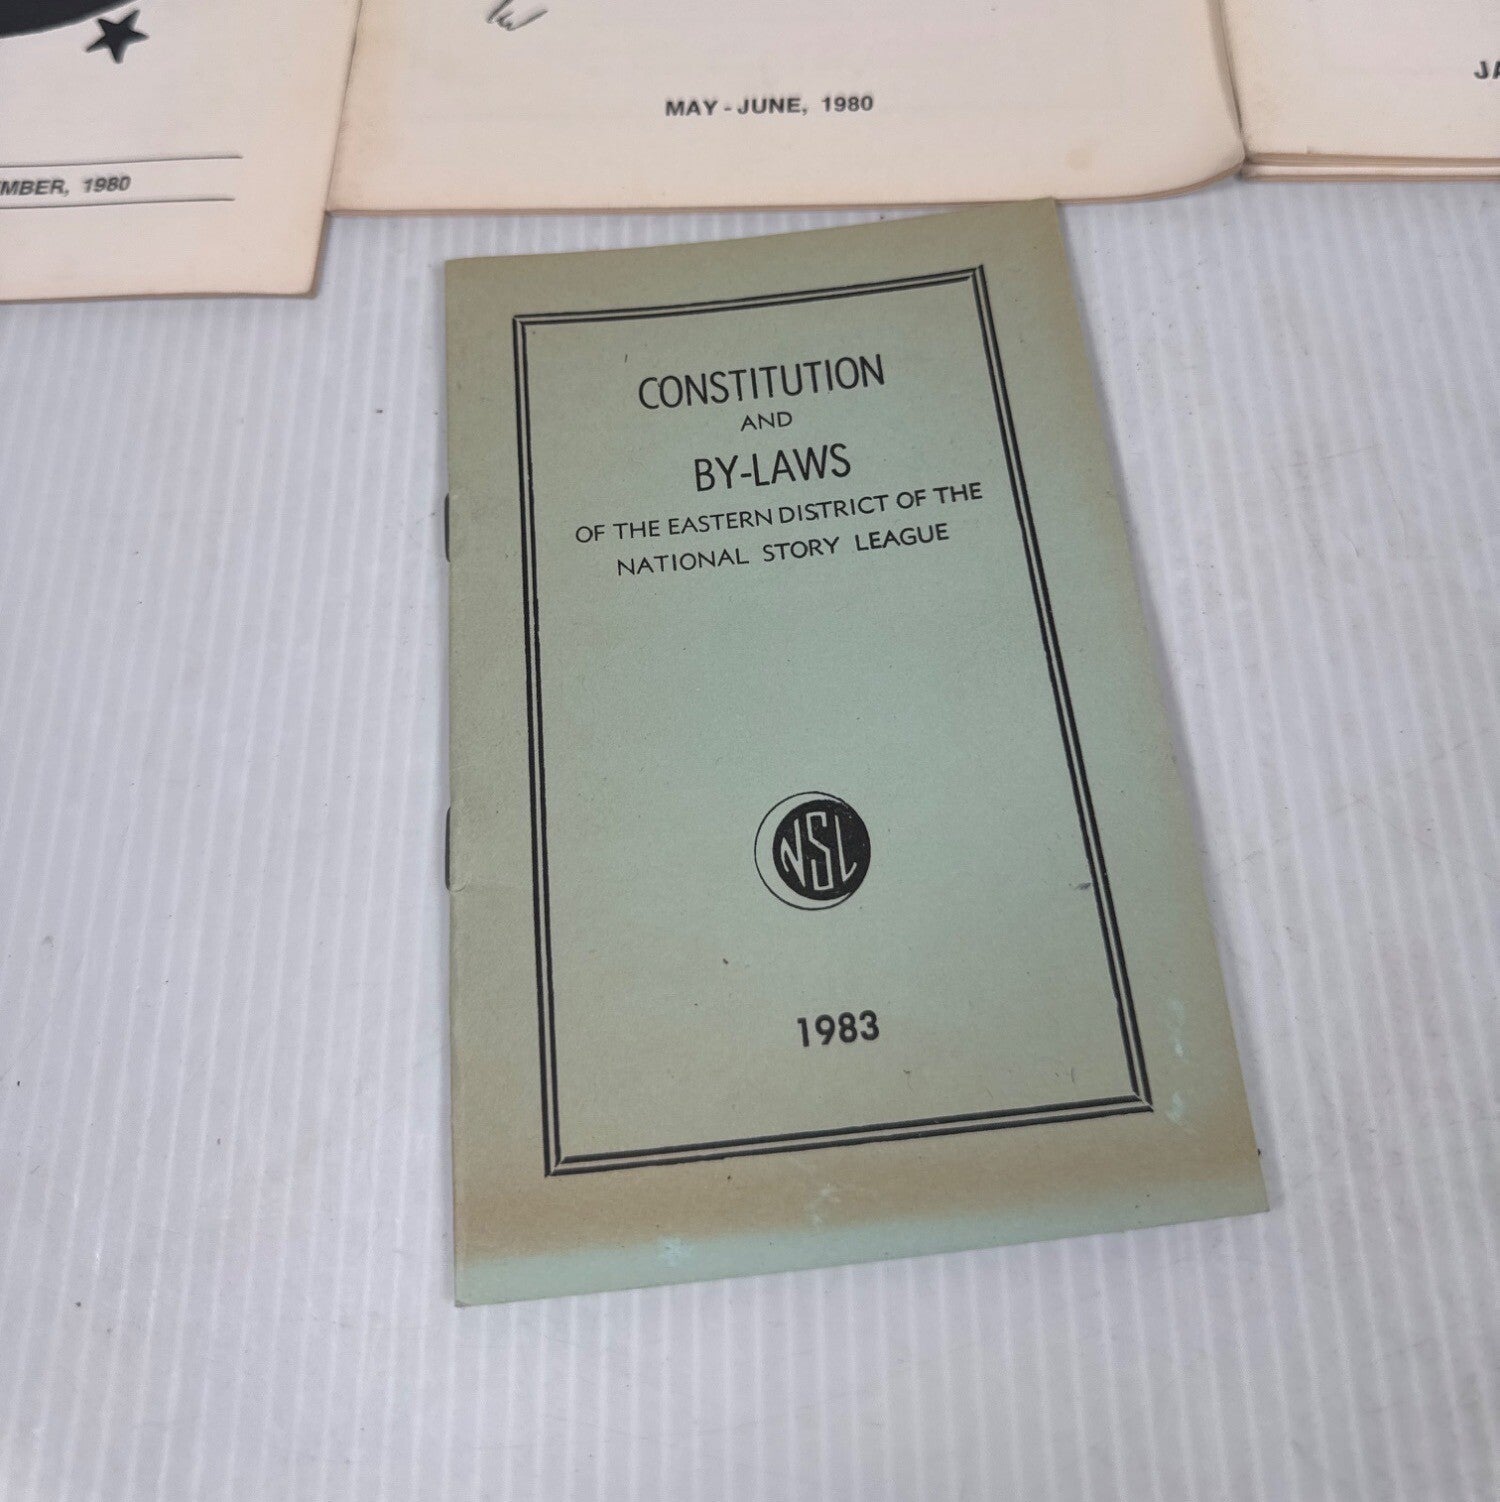 MAY - JUNE, 1980
MBER, 1980
CONSTITUTION
AND
BY-LAWS
OF THE EASTERN DISTRICT OF THE
NATIONAL STORY LEAGUE
NSL
1983